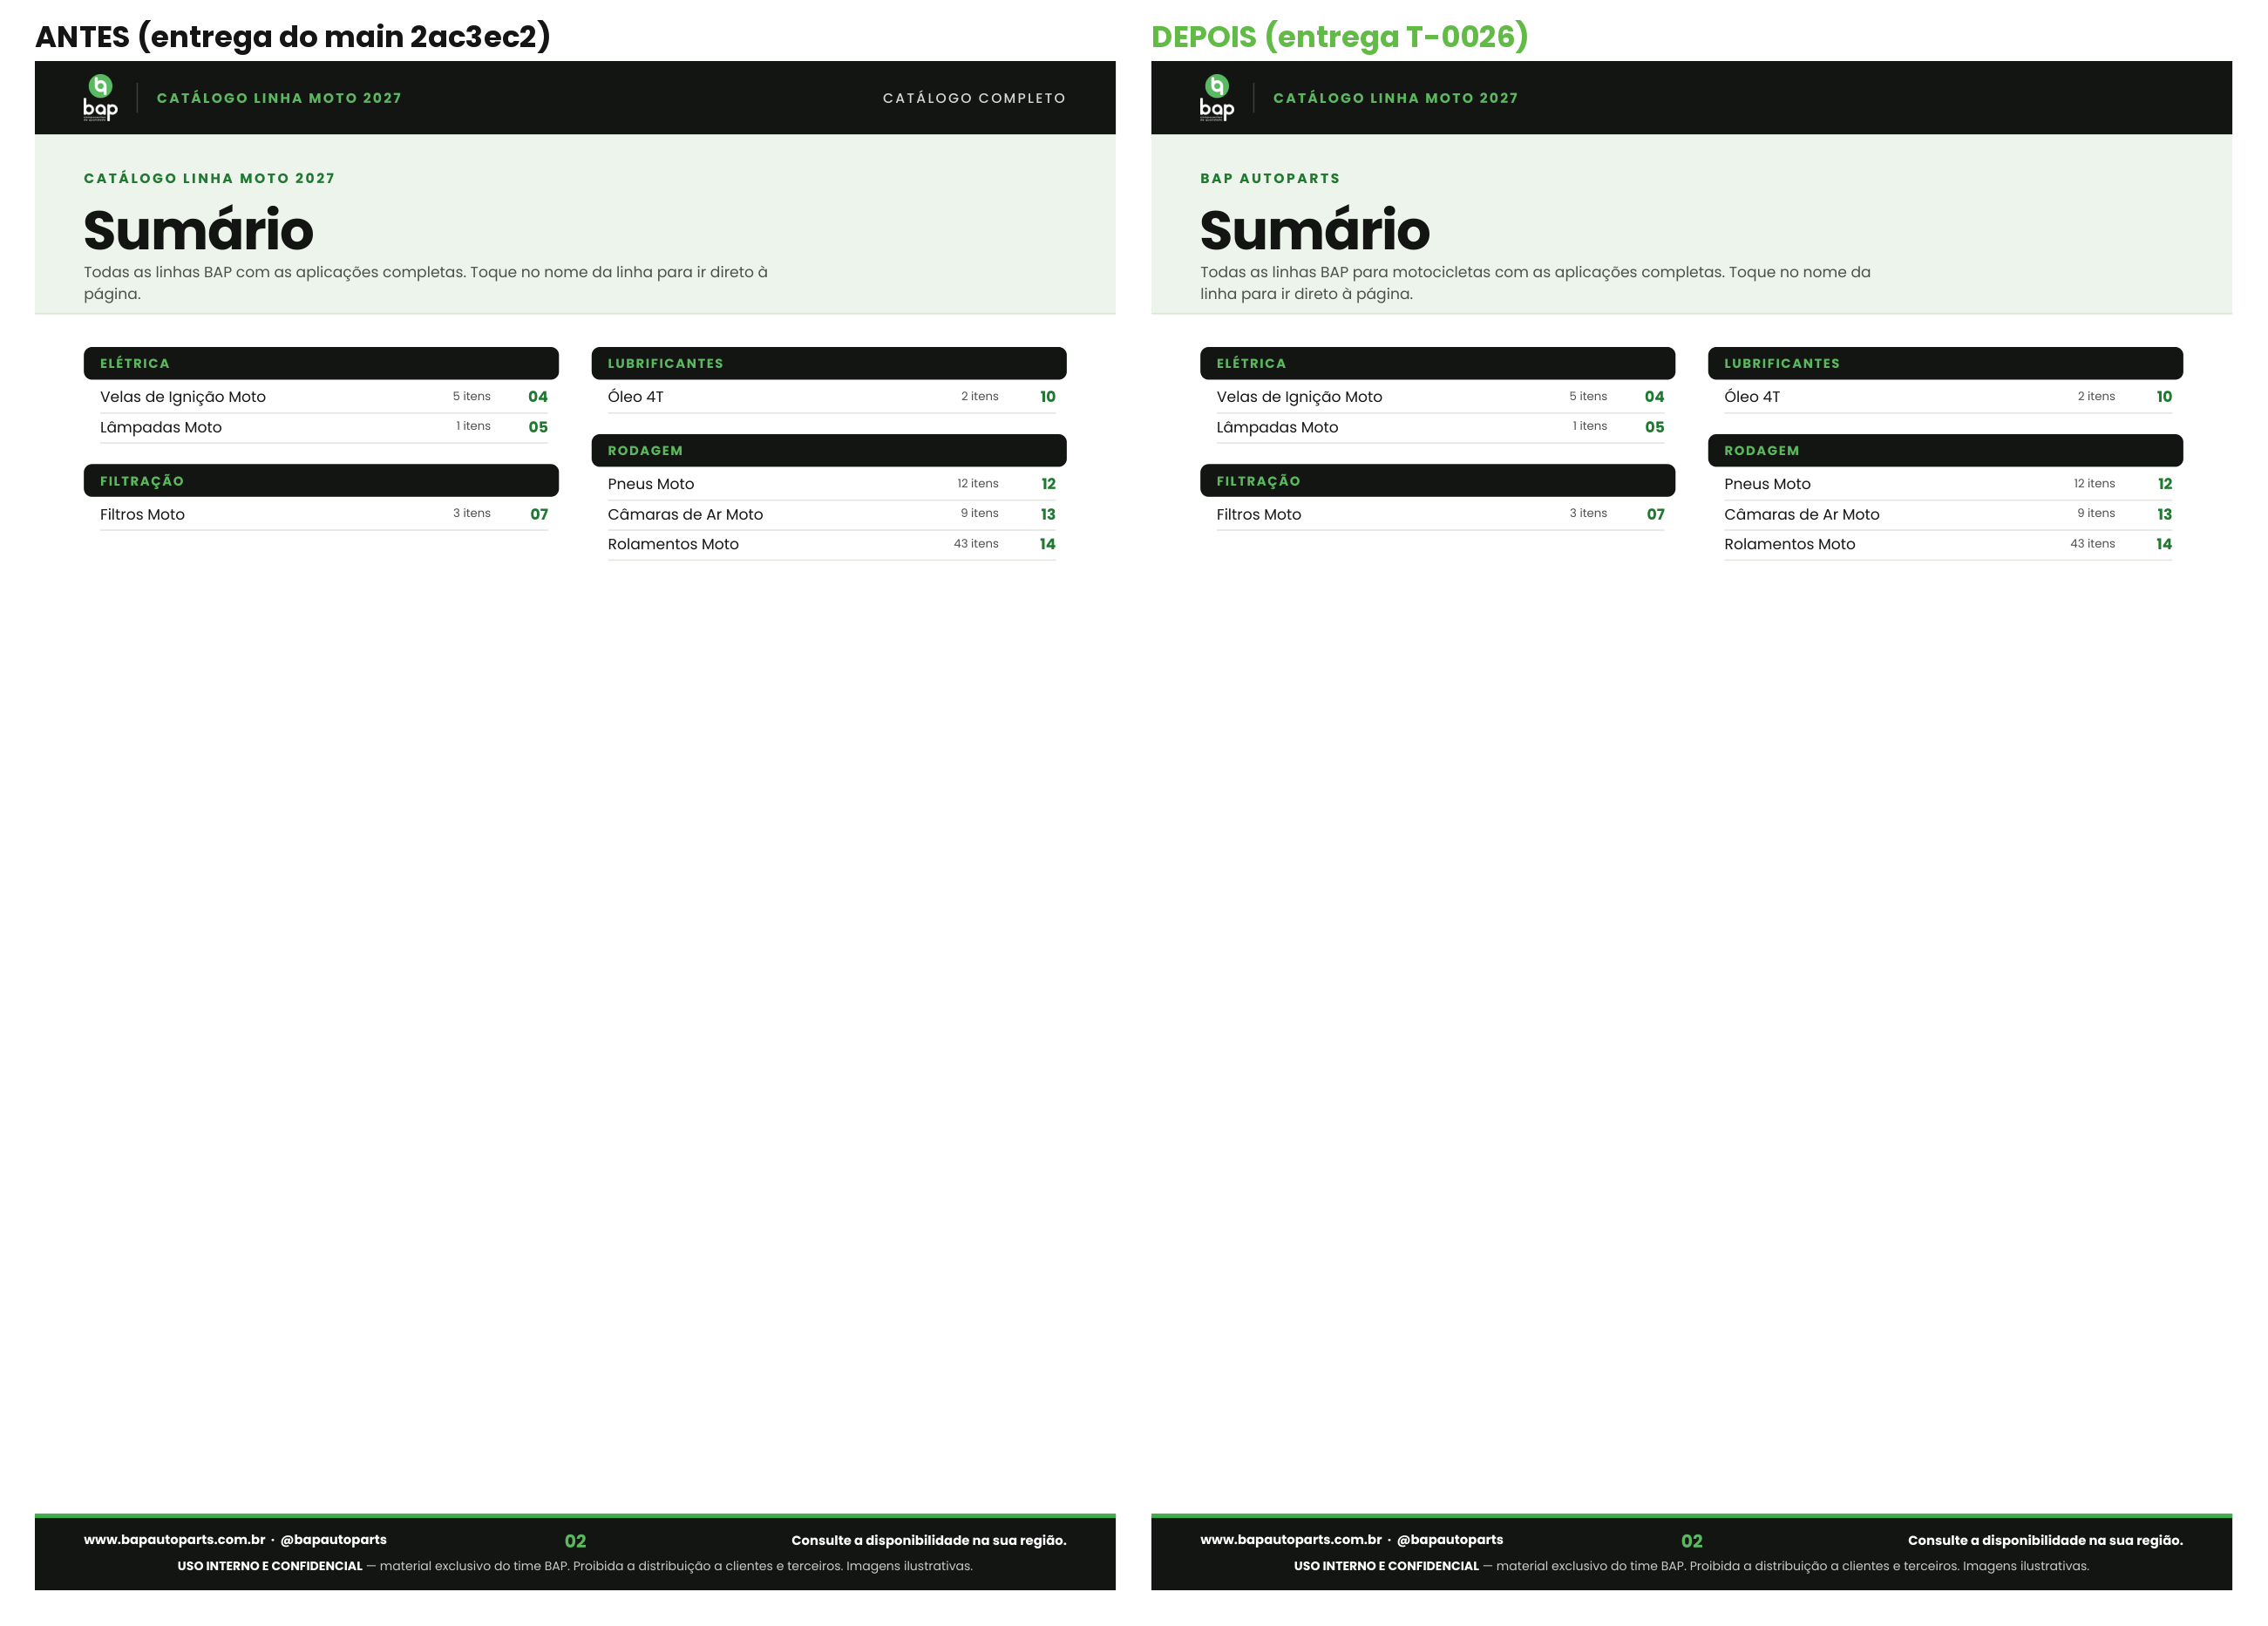 ANTES (entrega do main 2ac3ec2)
bap
CATÁLOGO LINHA MOTO 2027
CATÁLOGO COMPLETO
CATÁLOGO LINHA MOTO 2027
Sumário
Todas as linhas BAP com as aplicações completas. Toque no nome da linha para ir direto à
página.
ELÉTRICA
Velas de Ignição Moto 5 itens 04
Lâmpadas Moto 1 itens 05
FILTRAÇÃO
Filtros Moto 3 itens 07
LUBRIFICANTES
Óleo 4T 2 itens 10
RODAGEM
Pneus Moto 12 itens 12
Câmaras de Ar Moto 9 itens 13
Rolamentos Moto 43 itens 14
www.bapautoparts.com.br · @bapautoparts 02 Consulte a disponibilidade na sua região.
USO INTERNO E CONFIDENCIAL — material exclusivo do time BAP. Proibida a distribuição a clientes e terceiros. Imagens ilustrativas.
DEPOIS (entrega T-0026)
bap
CATÁLOGO LINHA MOTO 2027
BAP AUTOPARTS
Sumário
Todas as linhas BAP para motocicletas com as aplicações completas. Toque no nome da
linha para ir direto à página.
ELÉTRICA
Velas de Ignição Moto 5 itens 04
Lâmpadas Moto 1 itens 05
FILTRAÇÃO
Filtros Moto 3 itens 07
LUBRIFICANTES
Óleo 4T 2 itens 10
RODAGEM
Pneus Moto 12 itens 12
Câmaras de Ar Moto 9 itens 13
Rolamentos Moto 43 itens 14
www.bapautoparts.com.br · @bapautoparts 02 Consulte a disponibilidade na sua região.
USO INTERNO E CONFIDENCIAL — material exclusivo do time BAP. Proibida a distribuição a clientes e terceiros. Imagens ilustrativas.